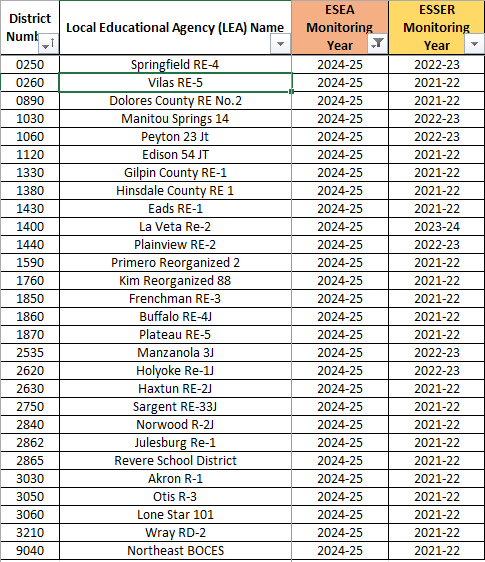 District Number Local Educational Agency (LEA) Name ESEA Monitoring Year ESSER Monitoring Year
0250 Springfield RE-4 2024-25 2022-23
0260 Vilas RE-5 2024-25 2021-22
0890 Dolores County RE No.2 2024-25 2021-22
1030 Manitou Springs 14 2024-25 2022-23
1060 Peyton 23 Jt 2024-25 2022-23
1120 Edison 54 JT 2024-25 2021-22
1330 Gilpin County RE-1 2024-25 2021-22
1380 Hinsdale County RE 1 2024-25 2021-22
1430 Eads RE-1 2024-25 2021-22
1400 La Veta Re-2 2024-25 2023-24
1440 Plainview RE-2 2024-25 2022-23
1590 Primero Reorganized 2 2024-25 2021-22
1760 Kim Reorganized 88 2024-25 2021-22
1850 Frenchman RE-3 2024-25 2021-22
1860 Buffalo RE-4J 2024-25 2021-22
1870 Plateau RE-5 2024-25 2021-22
2535 Manzanola 3J 2024-25 2022-23
2620 Holyoke Re-1J 2024-25 2022-23
2630 Haxtun RE-2J 2024-25 2021-22
2750 Sargent RE-33J 2024-25 2021-22
2840 Norwood R-2J 2024-25 2021-22
2862 Julesburg Re-1 2024-25 2021-22
2865 Revere School District 2024-25 2021-22
3030 Akron R-1 2024-25 2021-22
3050 Otis R-3 2024-25 2021-22
3060 Lone Star 101 2024-25 2021-22
3210 Wray RD-2 2024-25 2021-22
9040 Northeast BOCES 2024-25 2021-22